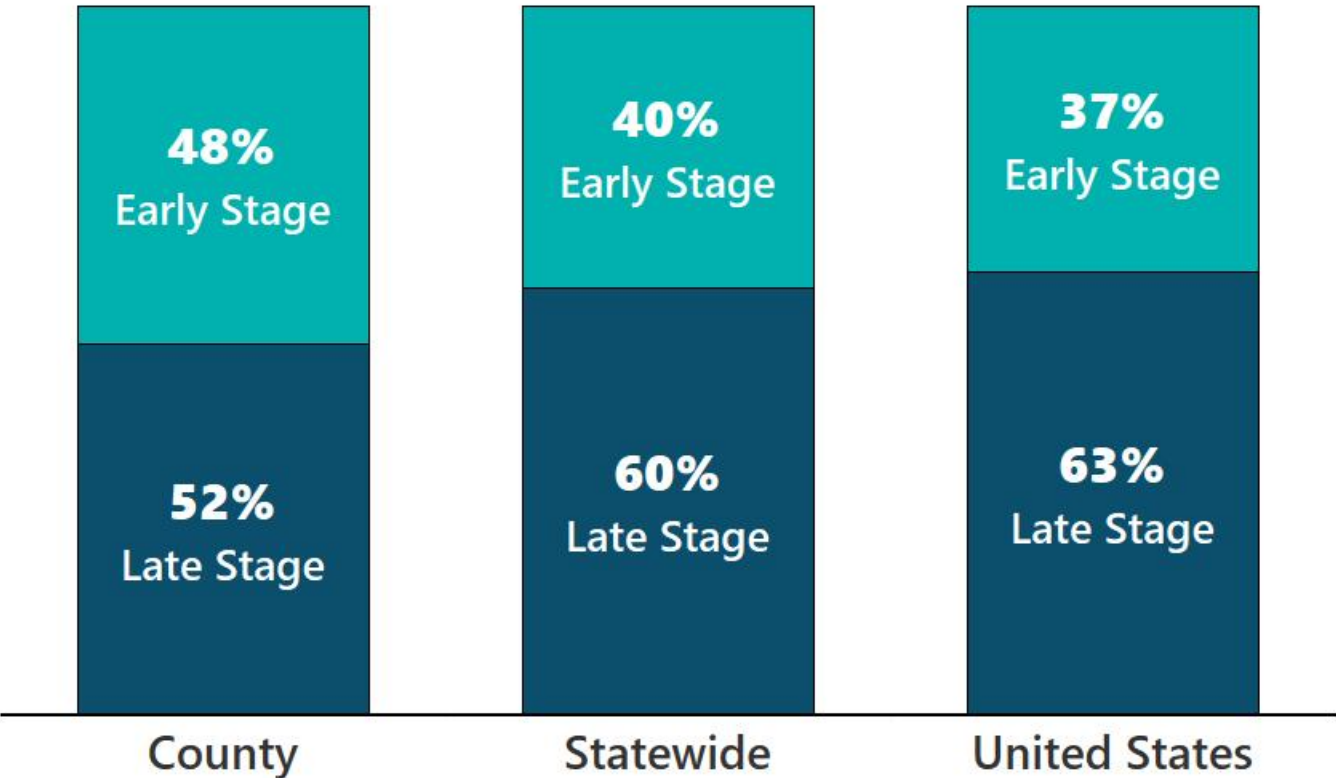 48%
Early Stage
52%
Late Stage
County
40%
Early Stage
60%
Late Stage
Statewide
37%
Early Stage
63%
Late Stage
United States